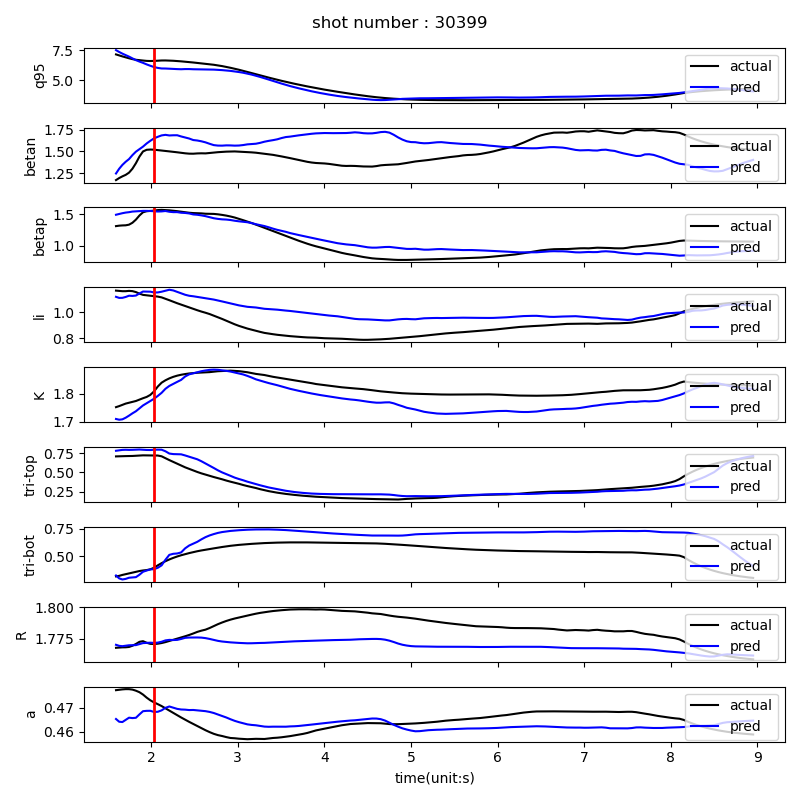 shot number : 30399
7.5
5.0
q95
actual
pred
1.75
1.50
1.25
betan
actual
pred
1.5
1.0
betap
actual
pred
1.0
0.8
li
actual
pred
1.8
1.7
K
actual
pred
0.75
0.50
0.25
tri-top
actual
pred
0.75
0.50
tri-bot
actual
pred
1.800
1.775
R
actual
pred
0.47
0.46
a
actual
pred
2 3 4 5 6 7 8 9
time(unit:s)